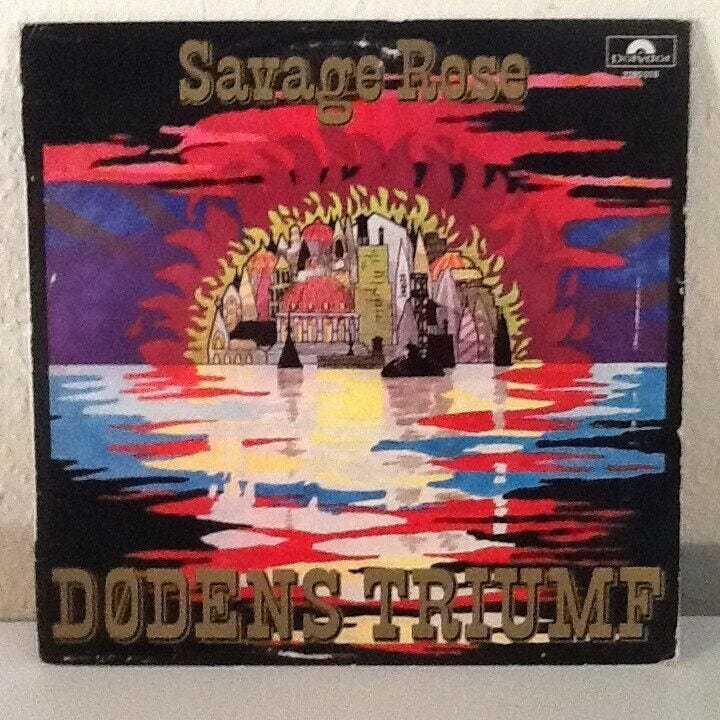 Savage Rose
Polydor
DØDENS TRIUMF